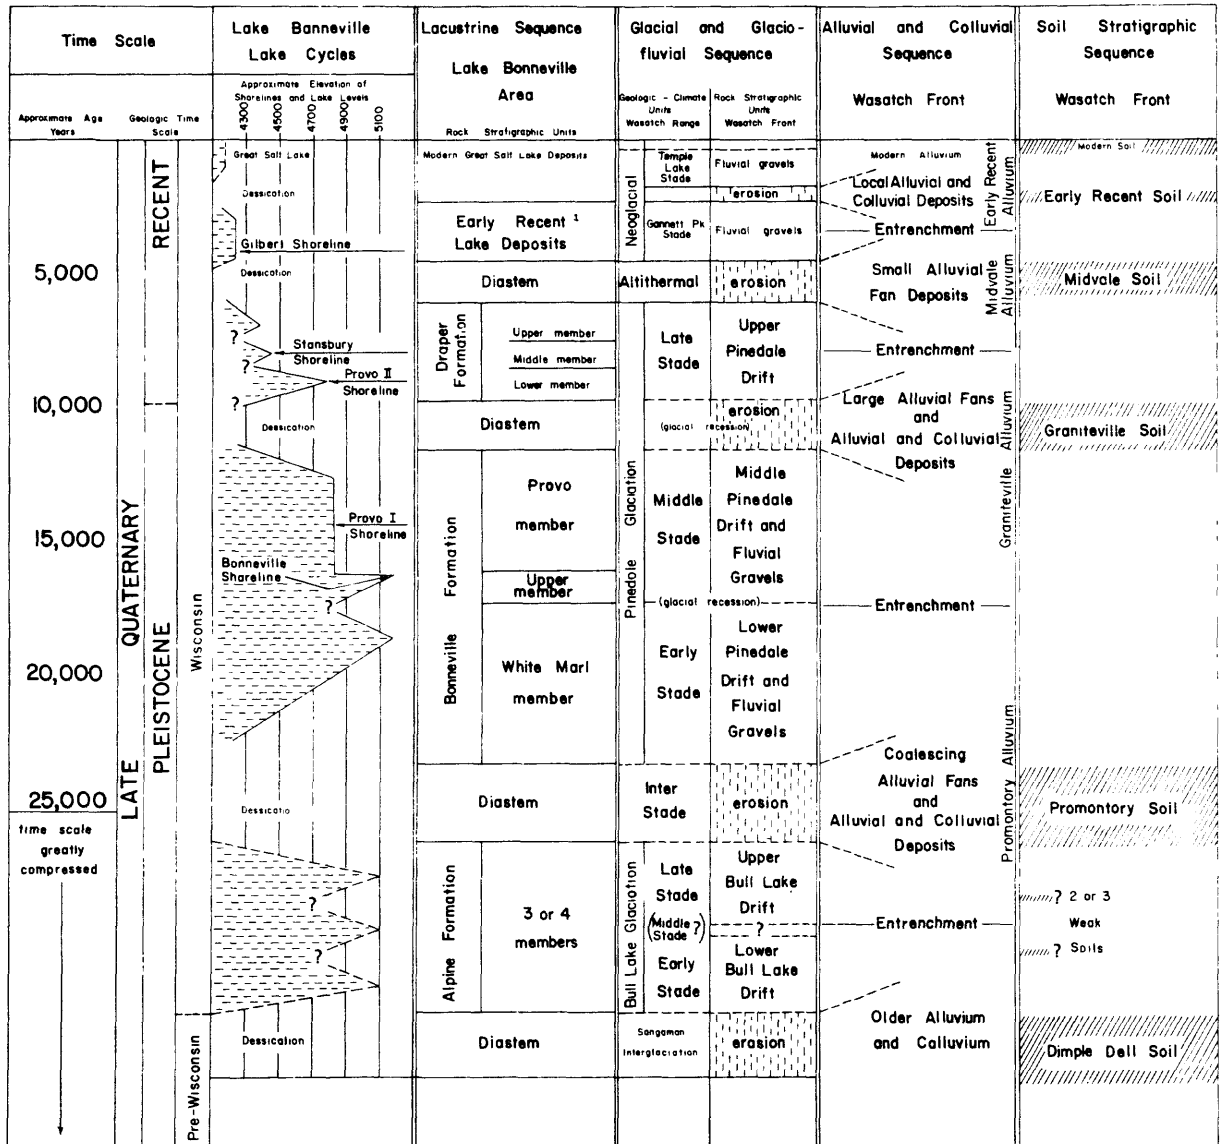 Time Scale
Approximate Age
Years
Geologic Time
Scale
5,000
10,000
15,000
20,000
25,000
time scale
greatly
compressed
LATE QUATERNARY
RECENT
PLEISTOCENE
Wisconsin
Pre-Wisconsin
Lake Banneville
Lake Cycles
Approximate Elevation of
Shorelines and Lake Levels
4300
4500
4700
4900
5100
Great Salt Lake
Dessication
Gilbert Shoreline
Dessication
?
Stansbury
Shoreline
?
Provo II
Shoreline
?
Dessication
Provo I
Shoreline
Bonneville
Shoreline
?
Dessicatio
?
?
Dessication
Lacustrine Sequence
Lake Bonneville
Area
Rock Stratigraphic Units
Modern Great Salt Lake Deposits
Early Recent 1
Lake Deposits
Diastem
Draper
Formation
Upper member
Middle member
Lower member
Diastem
Bonneville Formation
Provo
member
Upper
member
White Marl
member
Diastem
Alpine Formation
3 or 4
members
Diastem
Glacial and Glacio-
fluvial Sequence
Geologic - Climate
Units
Wasatch Range
Rock Stratigraphic
Units
Wasatch Front
Neoglacial
Temple
Lake
Stade
Fluvial gravels
erosion
Gannett Pk
Stade
Fluvial gravels
Altithermal
erosion
Pinedole Glaciation
Late
Stade
Upper
Pinedale
Drift
(glacial recession)
erosion
Middle
Stade
Middle
Pinedale
Drift and
Fluvial
Gravels
(glacial recession)
Early
Stade
Lower
Pinedale
Drift and
Fluvial
Gravels
Inter
Stade
erosion
Bull Lake Glaciation
Late
Stade
Upper
Bull Lake
Drift
(Middle ?)
Stade
?
Early
Stade
Lower
Bull Lake
Drift
Sangaman
Interglaciation
erasion
Alluvial and Colluvial
Sequence
Wasatch Front
Modern Alluvium
Local Alluvial and
Colluvial Deposits
Early Recent
Alluvium
Entrenchment
Small Alluvial
Fan Deposits
Midvale
Alluvium
Entrenchment
Large Alluvial Fans
and
Alluvial and Colluvial
Deposits
Graniteville Alluvium
Entrenchment
Coalescing
Alluvial Fans
and
Alluvial and Colluvial
Deposits
Promontory Alluvium
Entrenchment
Older Alluvium
and Calluvium
Soil Stratigraphic
Sequence
Wasatch Front
Modern Soil
Early Recent Soil
Midvale Soil
Graniteville Soil
Promontory Soil
? 2 or 3
Weak
? Soils
Dimple Dell Soil